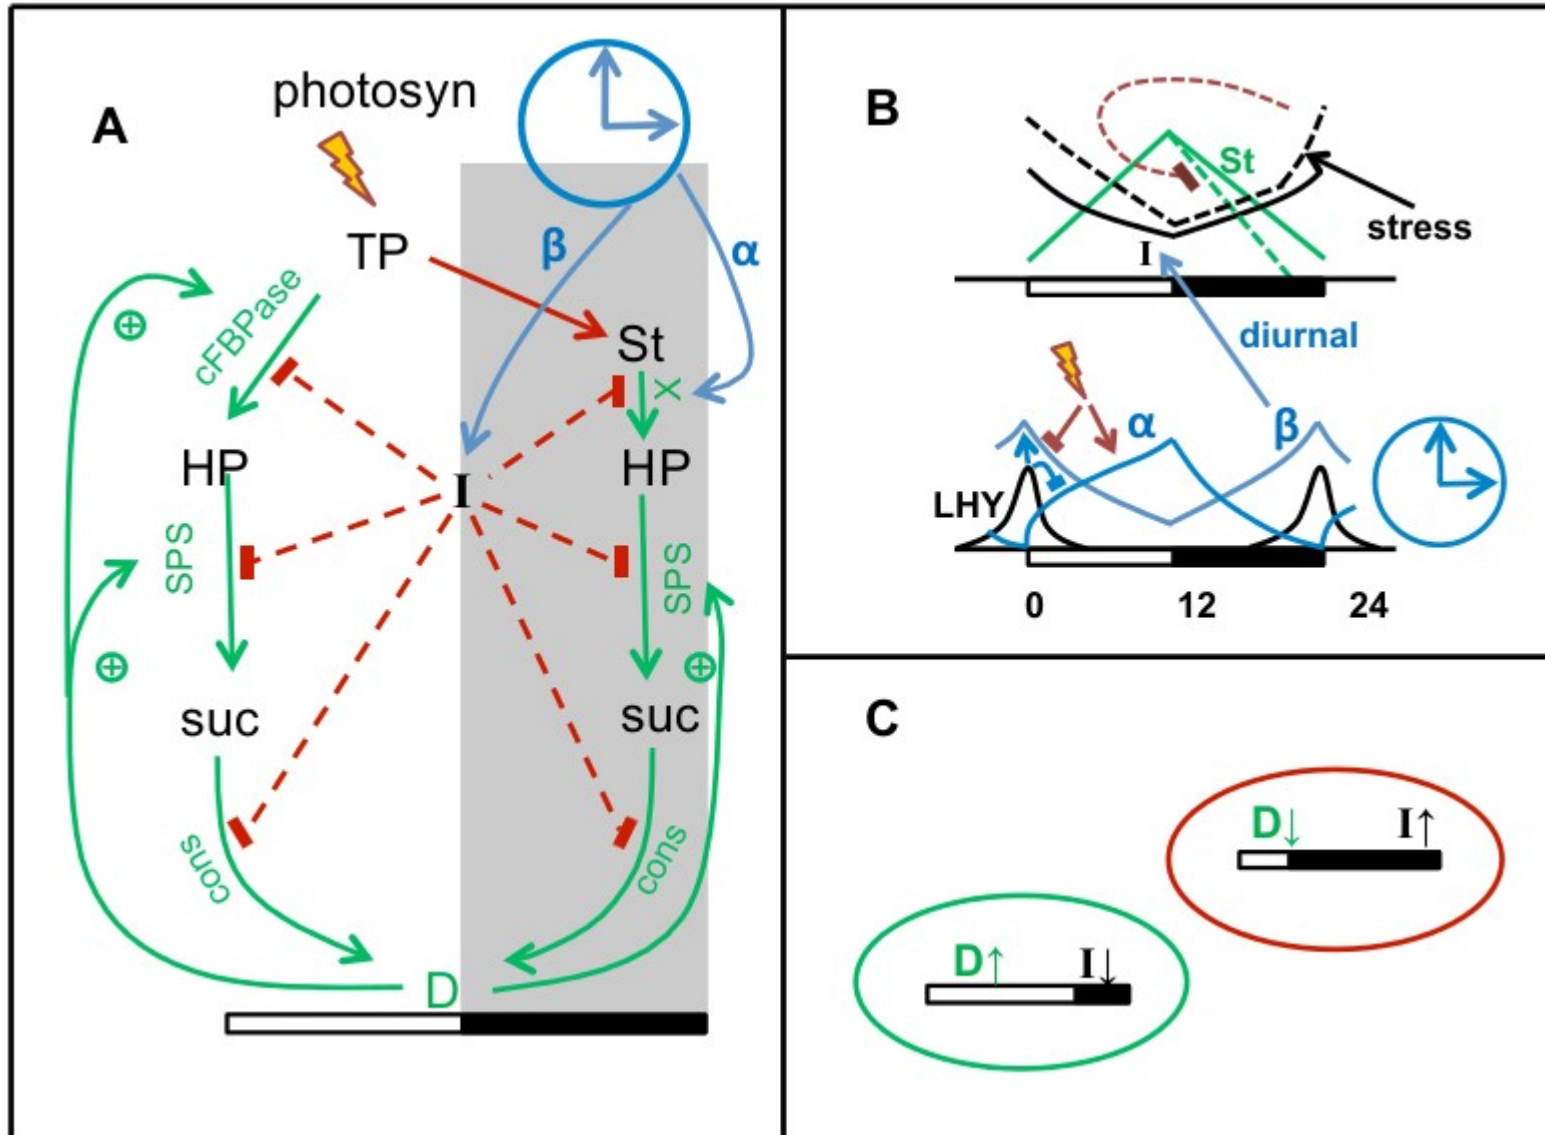 A
photosyn
TP
β
α
cFBPase
⊕
St
X
HP
I
HP
SPS
SPS
⊕
⊕
suc
suc
cons
cons
D
B
St
stress
I
diurnal
α
β
LHY
0 12 24
C
D↓ I↑
D↑ I↓